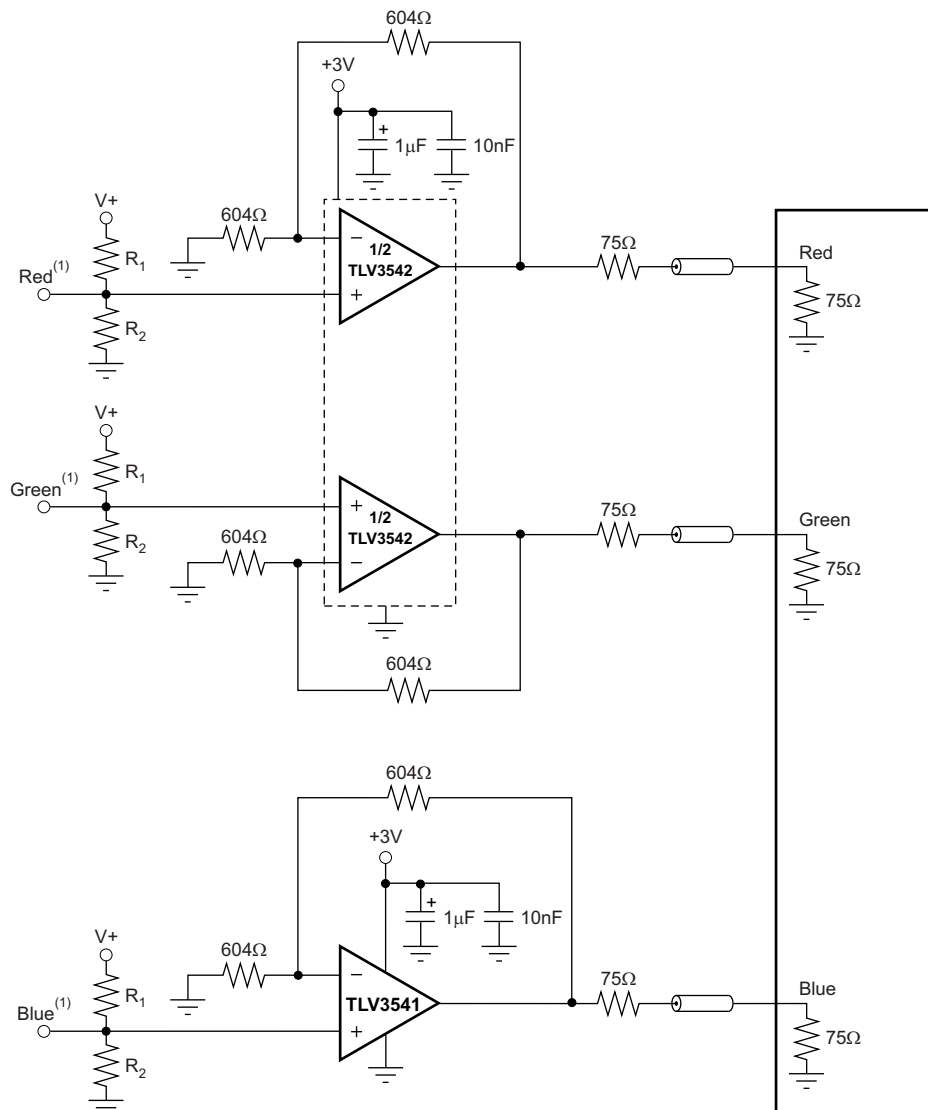 604Ω
+3V
+
1μF
10nF
V+
604Ω
R1
Red(1)
R2
−
1/2
TLV3542
+
75Ω
Red
75Ω
V+
R1
Green(1)
R2
+
1/2
TLV3542
−
604Ω
75Ω
Green
75Ω
604Ω
604Ω
+3V
+
1μF
10nF
V+
604Ω
R1
Blue(1)
R2
−
TLV3541
+
75Ω
Blue
75Ω